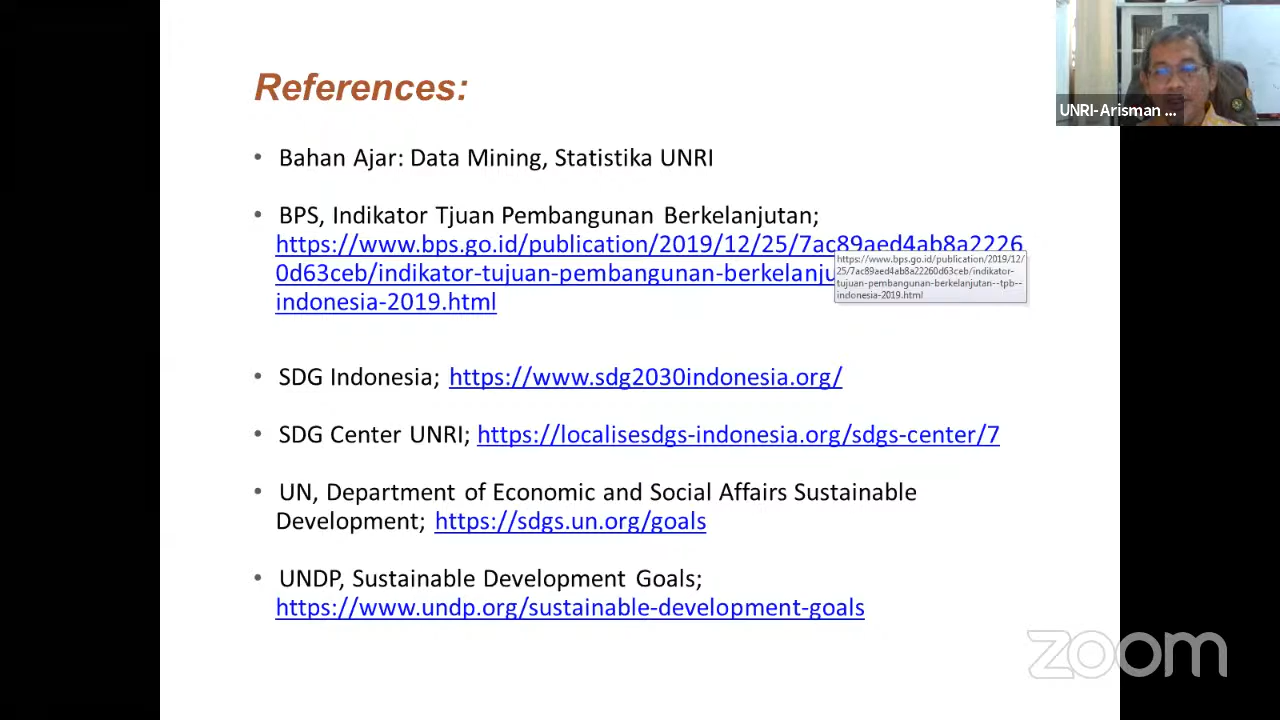 References:
UNRI-Arisman ...
• Bahan Ajar: Data Mining, Statistika UNRI
• BPS, Indikator Tjuan Pembangunan Berkelanjutan;
https://www.bps.go.id/publication/2019/12/25/7ac89aed4ab8a2226
0d63ceb/indikator-tujuan-pembangunan-berkelanju
indonesia-2019.html
https://www.bps.go.id/publication/2019/12/
25/7ac89aed4ab8a22260d63ceb/indikator-
tujuan-pembangunan-berkelanjutan--tpb--
indonesia-2019.html
• SDG Indonesia; https://www.sdg2030indonesia.org/
• SDG Center UNRI; https://localisesdgs-indonesia.org/sdgs-center/7
• UN, Department of Economic and Social Affairs Sustainable
Development; https://sdgs.un.org/goals
• UNDP, Sustainable Development Goals;
https://www.undp.org/sustainable-development-goals
zoom